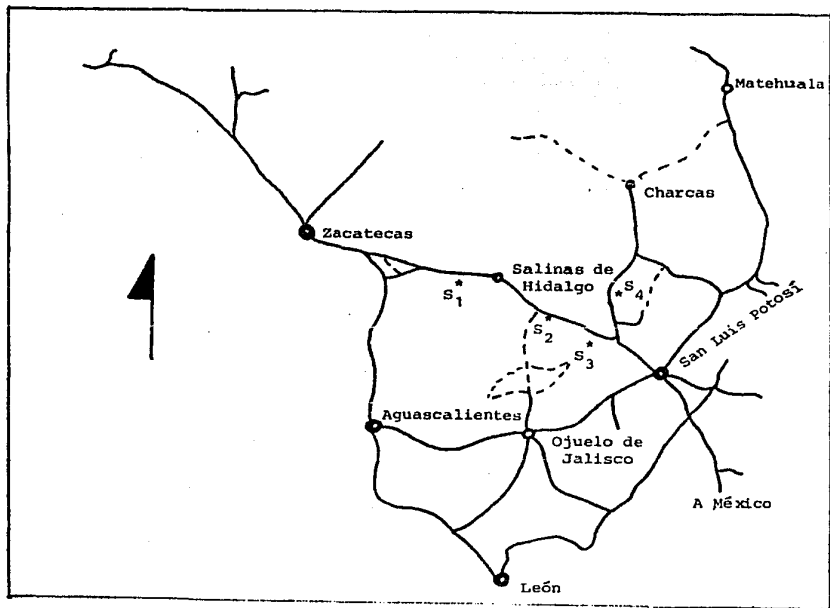 Matehuala
Charcas
Zacatecas
Salinas de
Hidalgo
S1*
S4*
S2*
San Luis Potosí
S3*
Aguascalientes
Ojuelo de
Jalisco
A México
León